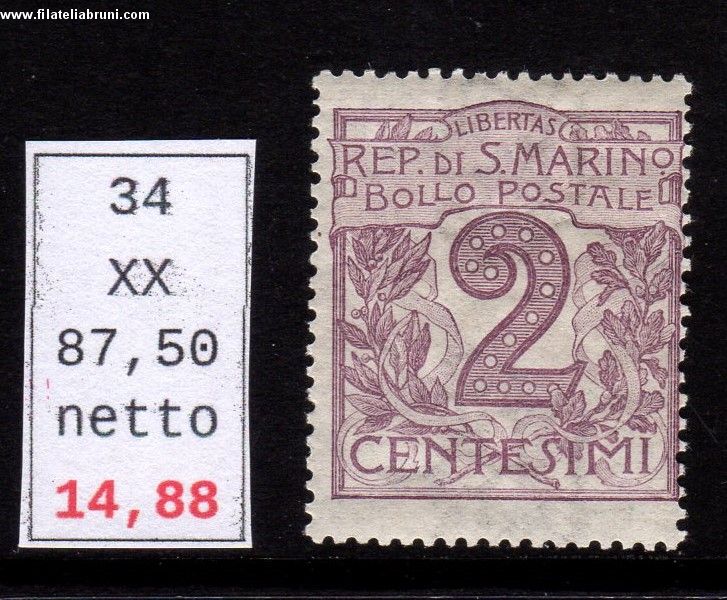 www.filateliabruni.com
34
XX
87,50
netto
14,88
LIBERTAS
REP. DI S. MARINO
BOLLO POSTALE
2
CENTESIMI